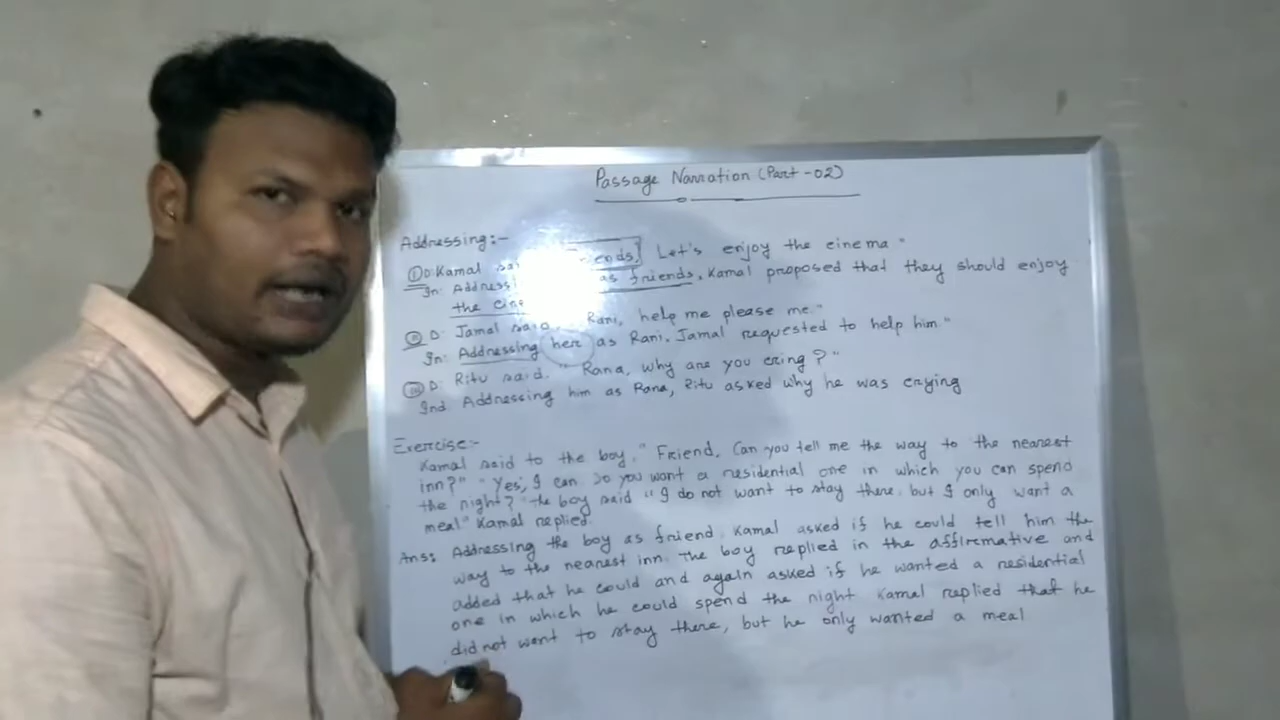 Passage Narration (Part-02)
Addressing:-
① D: Kamal ends, Let's enjoy the cinema"
In: Address as friends, Kamal proposed that they should enjoy
the cine
② D: Jamal said Rani, help me please me."
In: Addressing her as Rani, Jamal requested to help him"
③ D: Ritu said. "Rana, why are you cring?"
Ind Addressing him as Rana, Ritu asked why he was crying
Exercise:-
Kamal said to the boy, "Friend, Can you tell me the way to the nearest
inn?" "Yes, I can Do you want a residential one in which you can spend
the night? the boy said "I do not want to stay there, but I only want a
meal" Kamal replied.
Ans: Addressing the boy as friend, Kamal asked if he could tell him the
way to the nearest inn. The boy replied in the affirmative and
added that he could and again asked if he wanted a residential
one in which he could spend the night Kamal replied that he
did not want to stay there, but he only wanted a meal